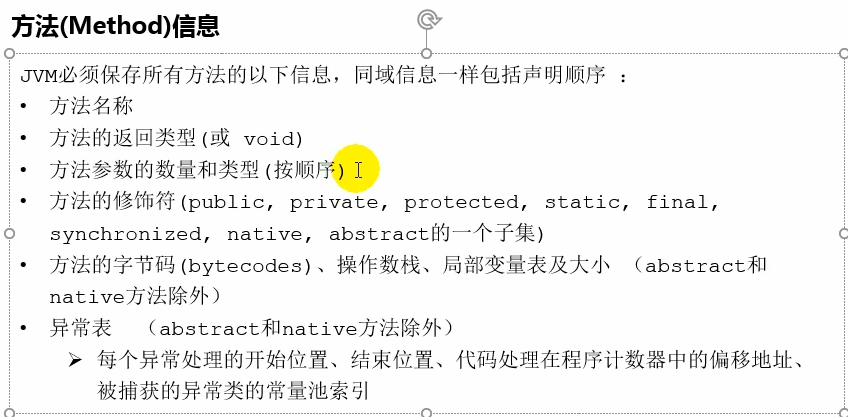 方法(Method)信息
JVM必须保存所有方法的以下信息，同域信息一样包括声明顺序 ：
• 方法名称
• 方法的返回类型(或 void)
• 方法参数的数量和类型(按顺序)
• 方法的修饰符(public, private, protected, static, final,
synchronized, native, abstract的一个子集)
• 方法的字节码(bytecodes)、操作数栈、局部变量表及大小 （abstract和
native方法除外）
• 异常表 （abstract和native方法除外）
➢ 每个异常处理的开始位置、结束位置、代码处理在程序计数器中的偏移地址、
被捕获的异常类的常量池索引